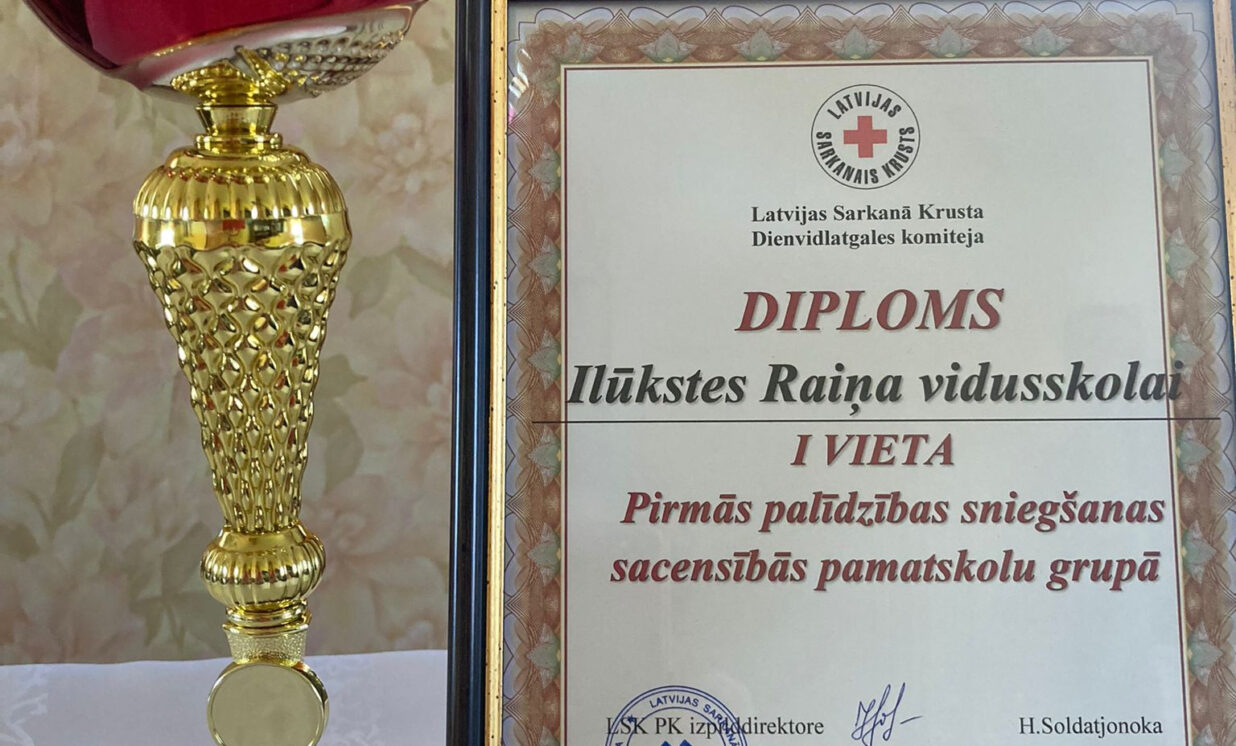 LATVIJAS
SARKANAIS KRUSTS
Latvijas Sarkanā Krusta
Dienvidlatgales komiteja
DIPLOMS
Ilūkstes Raiņa vidusskolai
I VIETA
Pirmās palīdzības sniegšanas
sacensībās pamatskolu grupā
LATVIJAS
LSK PK izpilddirektore H.Soldatjonoka